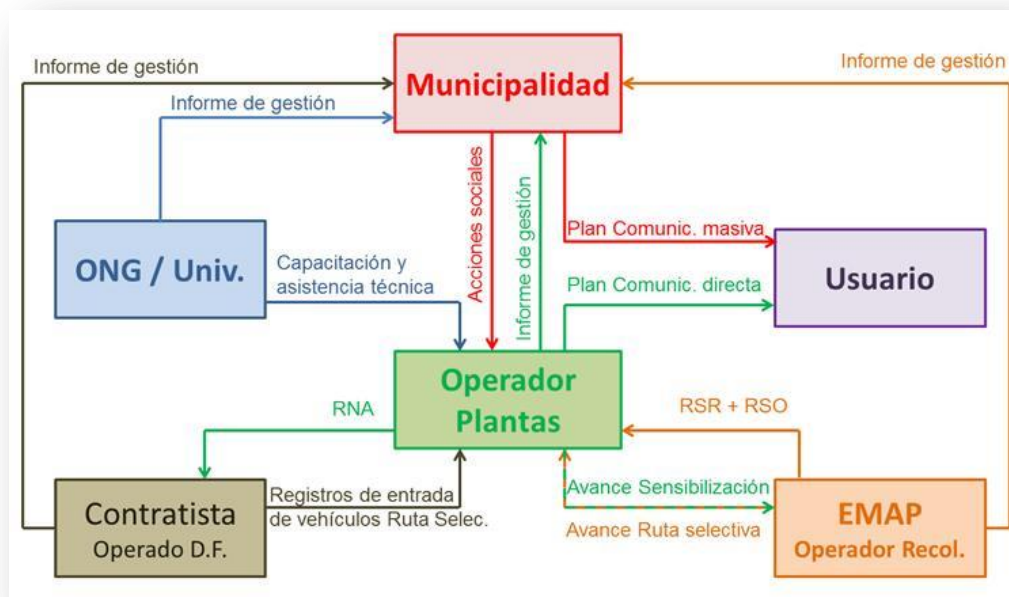 Informe de gestión
Informe de gestión
Municipalidad
Informe de gestión
ONG / Univ.
Capacitación y
asistencia técnica
Acciones sociales
Informe de gestión
Plan Comunic. masiva
Plan Comunic. directa
Usuario
Operador
Plantas
RNA
RSR + RSO
Contratista
Operado D.F.
Registros de entrada
de vehículos Ruta Selec.
Avance Sensibilización
Avance Ruta selectiva
EMAP
Operador Recol.